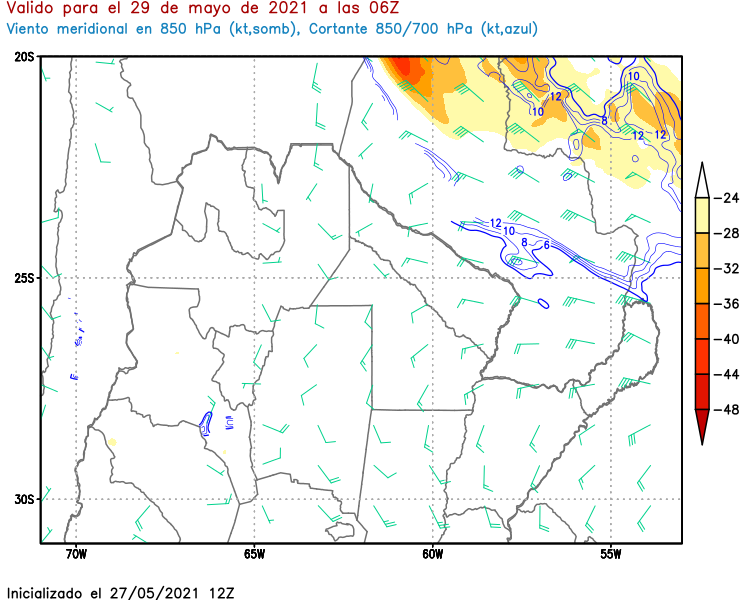 Valido para el 29 de mayo de 2021 a las 06Z
Viento meridional en 850 hPa (kt,somb), Cortante 850/700 hPa (kt,azul)
20S
25S
30S
70W
65W
60W
55W
10
12
10
8
12
12
12
10
8
6
-24
-28
-32
-36
-40
-44
-48
Inicializado el 27/05/2021 12Z